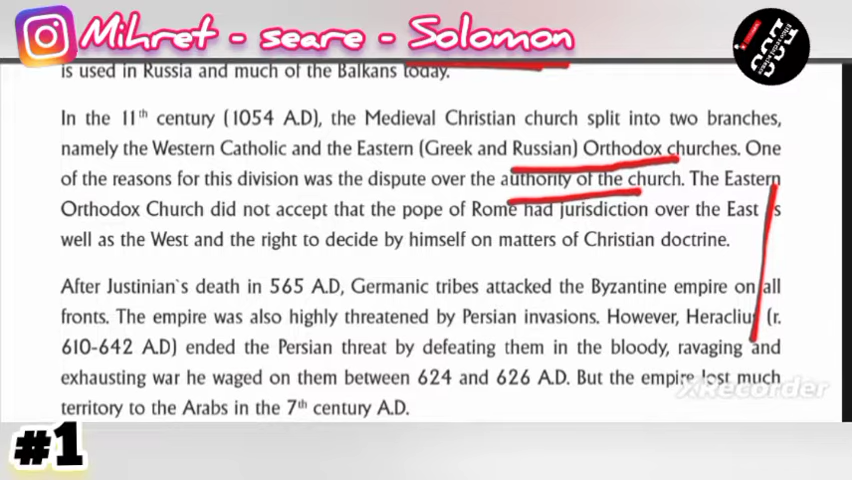 Mihret - seare - Solomon
is used in Russia and much of the Balkans today.
In the 11th century (1054 A.D), the Medieval Christian church split into two branches,
namely the Western Catholic and the Eastern (Greek and Russian) Orthodox churches. One
of the reasons for this division was the dispute over the authority of the church. The Eastern
Orthodox Church did not accept that the pope of Rome had jurisdiction over the East as
well as the West and the right to decide by himself on matters of Christian doctrine.
After Justinian`s death in 565 A.D, Germanic tribes attacked the Byzantine empire on all
fronts. The empire was also highly threatened by Persian invasions. However, Heraclius (r.
610-642 A.D) ended the Persian threat by defeating them in the bloody, ravaging and
exhausting war he waged on them between 624 and 626 A.D. But the empire lost much
territory to the Arabs in the 7th century A.D.
XRecorder
#1